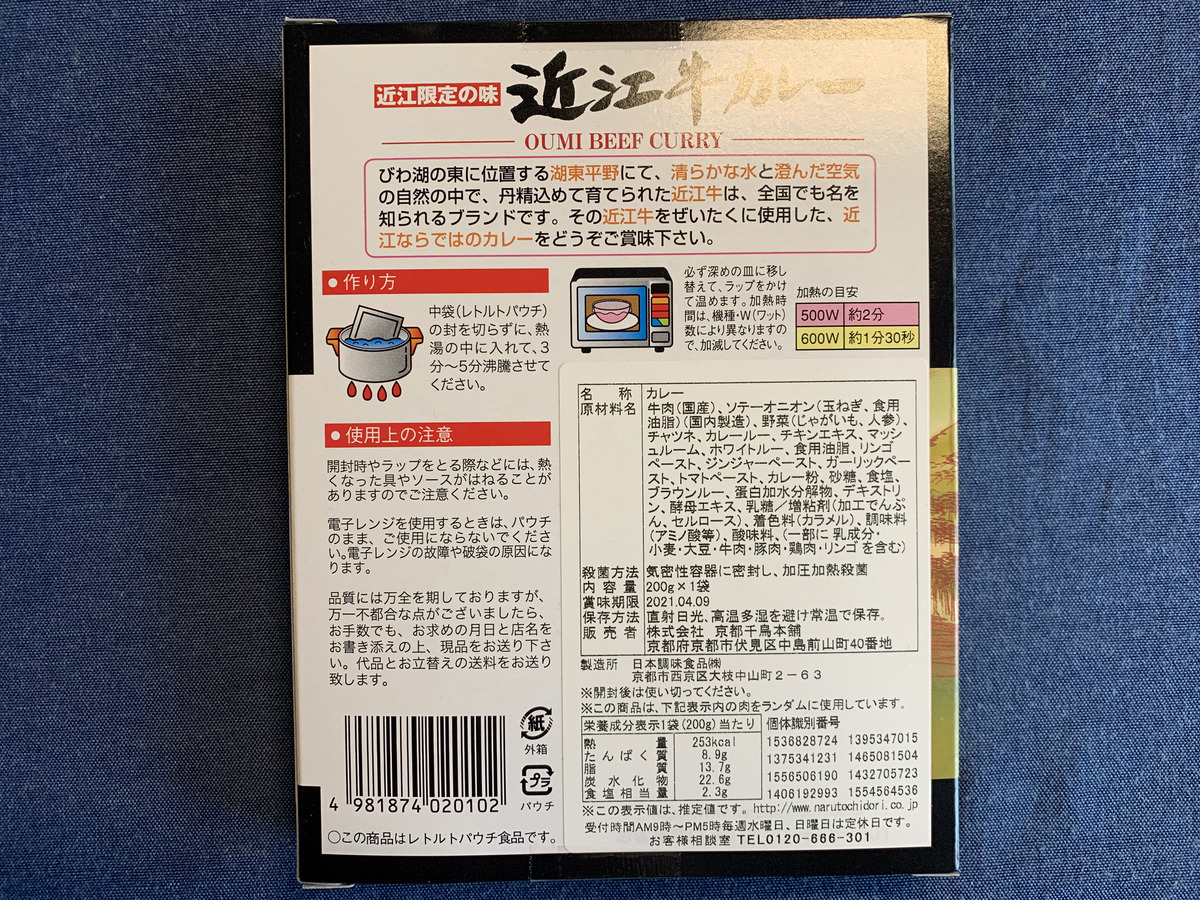 近江限定の味 近江牛カレー
OUMI BEEF CURRY
びわ湖の東に位置する湖東平野にて、清らかな水と澄んだ空気
の自然の中で、丹精込めて育てられた近江牛は、全国でも名を
知られるブランドです。その近江牛をぜいたくに使用した、近
江ならではのカレーをどうぞご賞味下さい。
●作り方
中袋(レトルトパウチ)
の封を切らずに、熱
湯の中に入れて、3
分〜5分沸騰させて
ください。
必ず深めの皿に移し
替えて、ラップをかけ
て温めます。加熱時
間は、機種・W(ワット)
数により異なりますの
で、加減してください。
加熱の目安
500W 約2分
600W 約1分30秒
●使用上の注意
開封時やラップをとる際などには、熱
くなった具やソースがはねることが
ありますのでご注意ください。
電子レンジを使用するときは、パウチ
のまま、ご使用にならないでくださ
い。電子レンジの故障や破袋の原因にな
ります。
品質には万全を期しておりますが、
万一不都合な点がございましたら、
お手数でも、お求めの月日と店名を
お書き添えの上、現品をお送り下さ
い。代品とお立替えの送料をお送り
致します。
4 981874 020102
紙
外箱
プラ
パウチ
○この商品はレトルトパウチ食品です。
名称 カレー
原材料名 牛肉(国産)、ソテーオニオン(玉ねぎ、食用
油脂)(国内製造)、野菜(じゃがいも、人参)、
チャツネ、カレールー、チキンエキス、マッシ
ュルーム、ホワイトルー、食用油脂、リンゴ
ペースト、ジンジャーペースト、ガーリックペー
スト、トマトペースト、カレー粉、砂糖、食塩、
ブラウンルー、蛋白加水分解物、デキストリ
ン、酵母エキス、乳糖/増粘剤(加工でんぷ
ん、セルロース)、着色料(カラメル)、調味料
(アミノ酸等)、酸味料、(一部に乳成分・
小麦・大豆・牛肉・豚肉・鶏肉・リンゴを含む)
殺菌方法 気密性容器に密封し、加圧加熱殺菌
内容量 200g×1袋
賞味期限 2021.04.09
保存方法 直射日光、高温多湿を避け常温で保存。
販売者 株式会社 京都千鳥本舗
京都府京都市伏見区中島前山町40番地
製造所 日本調味食品㈱
京都市西京区大枝中山町2-63
※開封後は使い切ってください。
※この商品は、下記表示内の肉をランダムに使用しています。
栄養成分表示1袋(200g)当たり
熱量 253kcal
たんぱく質 8.9g
脂質 13.7g
炭水化物 22.6g
食塩相当量 2.3g
個体識別番号
1536828724 1395347015
1375341231 1465081504
1556506190 1432705723
1406192993 1554564536
※この表示値は、推定値です。http://www.narutochidori.co.jp
受付時間AM9時〜PM5時毎週水曜日、日曜日は定休日です。
お客様相談室 TEL0120-666-301